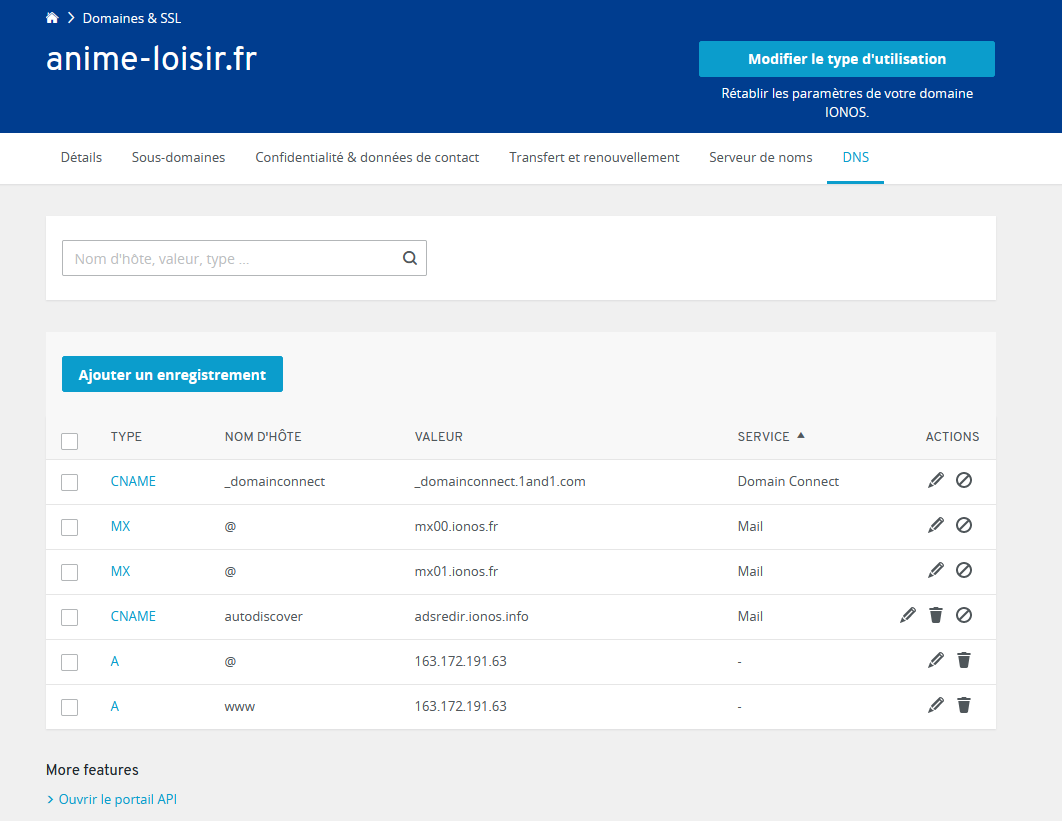 Domaines & SSL
anime-loisir.fr
Modifier le type d'utilisation
Rétablir les paramètres de votre domaine
IONOS.
Détails Sous-domaines Confidentialité & données de contact Transfert et renouvellement Serveur de noms DNS
Nom d'hôte, valeur, type ...
Ajouter un enregistrement
TYPE NOM D'HÔTE VALEUR SERVICE ACTIONS
CNAME _domainconnect _domainconnect.1and1.com Domain Connect
MX @ mx00.ionos.fr Mail
MX @ mx01.ionos.fr Mail
CNAME autodiscover adsredir.ionos.info Mail
A @ 163.172.191.63 -
A www 163.172.191.63 -
More features
Ouvrir le portail API